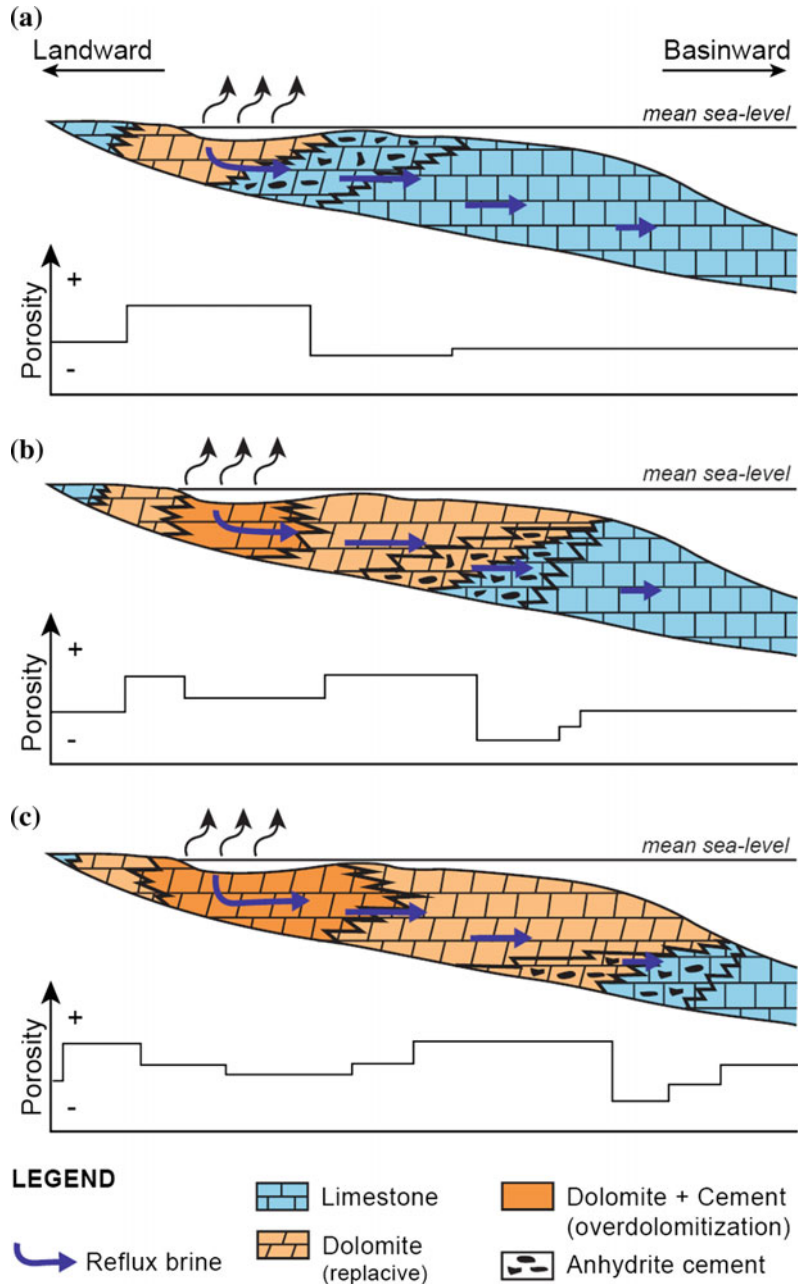 (a)
Landward
Basinward
mean sea-level
+
Porosity
-
(b)
mean sea-level
+
Porosity
-
(c)
mean sea-level
+
Porosity
-
LEGEND
Reflux brine
Limestone
Dolomite
(replacive)
Dolomite + Cement
(overdolomitization)
Anhydrite cement